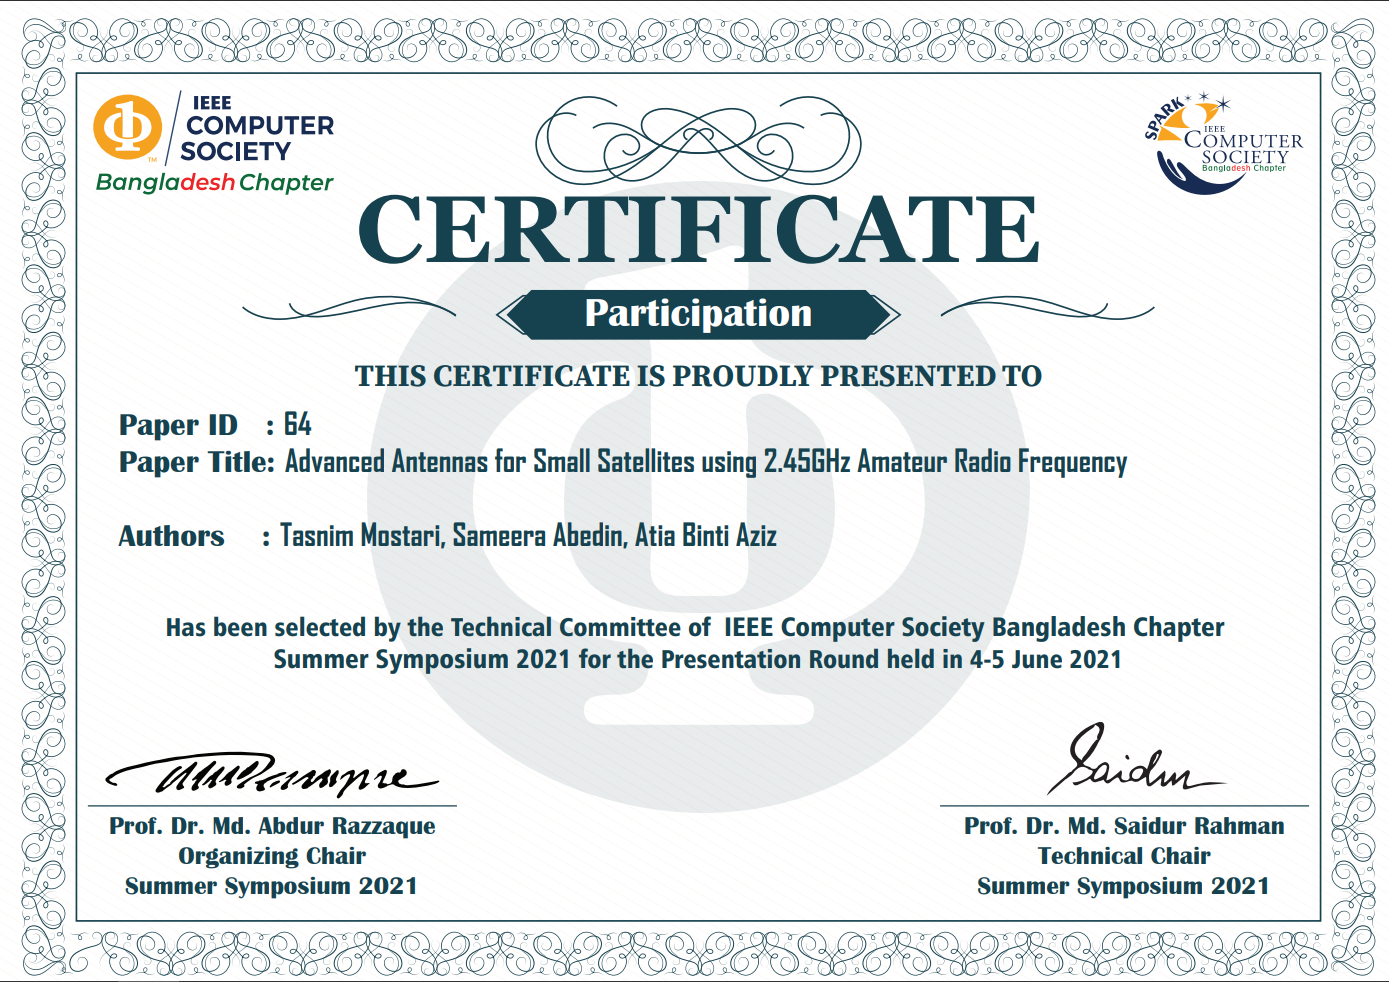 IEEE
COMPUTER
SOCIETY
Bangladesh Chapter
SPARK
IEEE
COMPUTER
SOCIETY
Bangladesh Chapter
CERTIFICATE
Participation
THIS CERTIFICATE IS PROUDLY PRESENTED TO
Paper ID : 64
Paper Title: Advanced Antennas for Small Satellites using 2.45GHz Amateur Radio Frequency
Authors : Tasnim Mostari, Sameera Abedin, Atia Binti Aziz
Has been selected by the Technical Committee of IEEE Computer Society Bangladesh Chapter
Summer Symposium 2021 for the Presentation Round held in 4-5 June 2021
Saidur
Prof. Dr. Md. Abdur Razzaque
Organizing Chair
Summer Symposium 2021
Prof. Dr. Md. Saidur Rahman
Technical Chair
Summer Symposium 2021